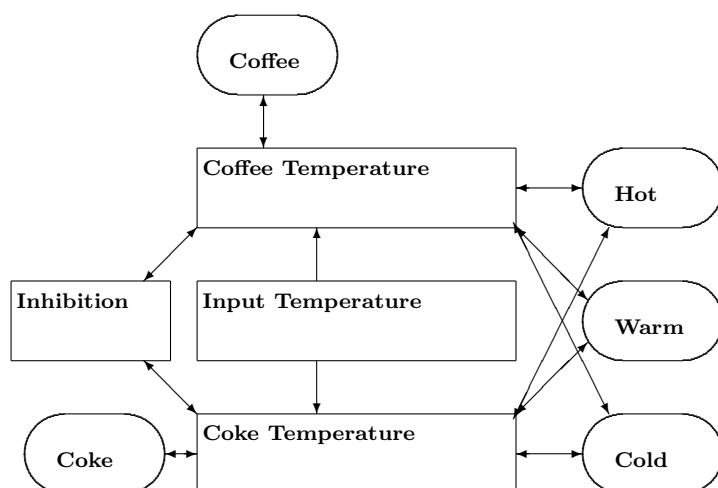 Coffee
Coffee Temperature
Hot
Inhibition
Input Temperature
Warm
Coke Temperature
Coke
Cold